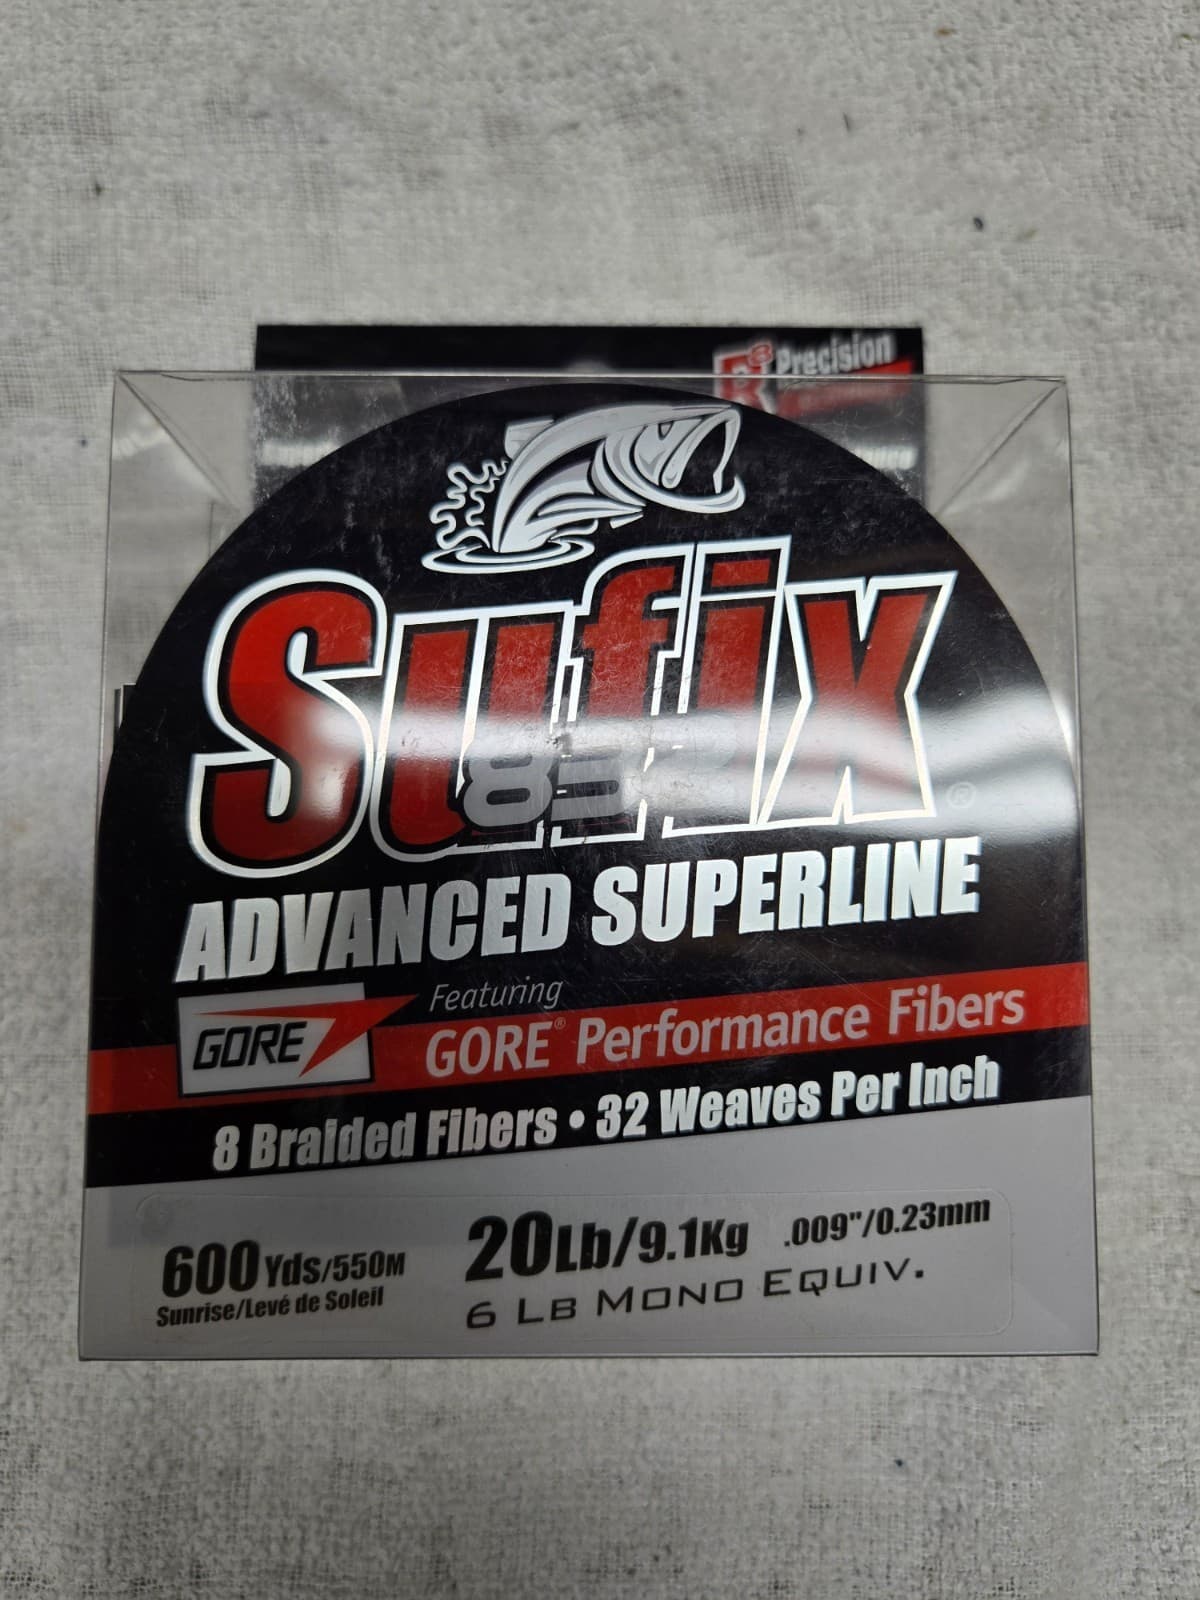 R8 Precision
Sufix®
832
ADVANCED SUPERLINE
GORE
Featuring
GORE® Performance Fibers
8 Braided Fibers • 32 Weaves Per Inch
600 Yds/550M
Sunrise/Levé de Soleil
20Lb/9.1Kg .009"/0.23mm
6 LB MONO EQUIV.